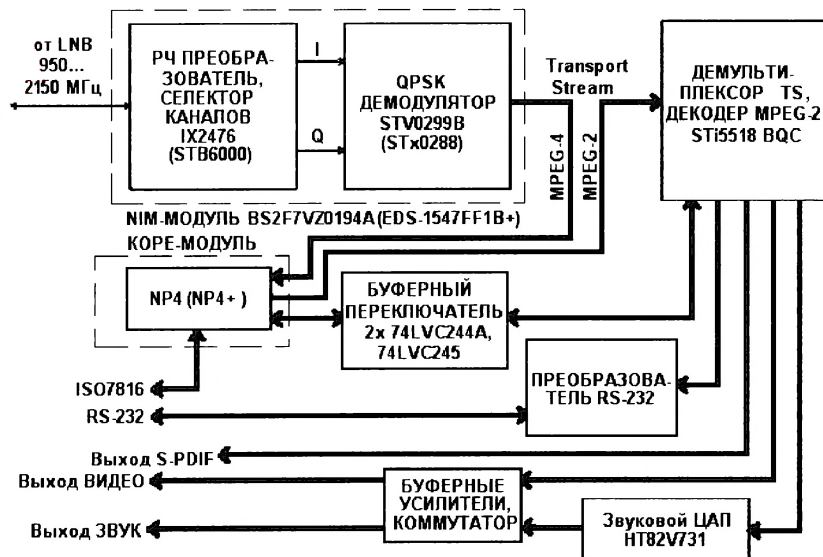 от LNB
950...
2150 МГц
РЧ ПРЕОБРА-
ЗОВАТЕЛЬ,
СЕЛЕКТОР
КАНАЛОВ
IX2476
(STB6000)
I
Q
QPSK
ДЕМОДУЛЯТОР
STV0299B
(STx0288)
Transport
Stream
MPEG-4
MPEG-2
ДЕМУЛЬТИ-
ПЛЕКСОР TS,
ДЕКОДЕР MPEG-2
STi5518 BQC
NIM-МОДУЛЬ BS2F7VZ0194A(EDS-1547FF1B+)
КОРЕ-МОДУЛЬ
NP4 (NP4+ )
БУФЕРНЫЙ
ПЕРЕКЛЮЧАТЕЛЬ
2x 74LVC244A,
74LVC245
ISO7816
RS-232
ПРЕОБРАЗОВА-
ТЕЛЬ RS-232
Выход S-PDIF
Выход ВИДЕО
БУФЕРНЫЕ
УСИЛИТЕЛИ,
КОММУТАТОР
Выход ЗВУК
Звуковой ЦАП
HT82V731